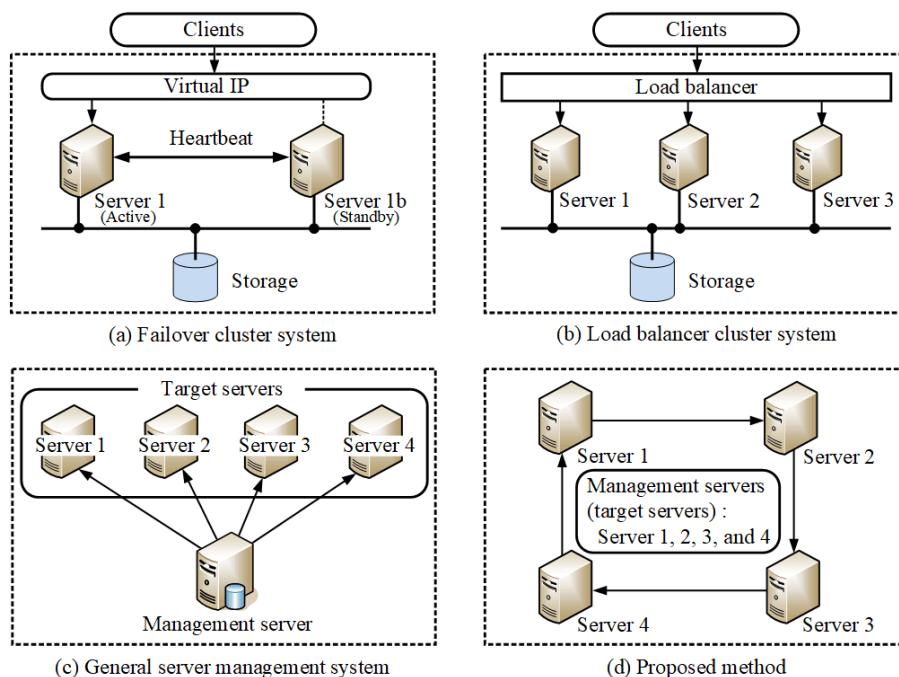 Clients
Virtual IP
Heartbeat
Server 1
(Active)
Server 1b
(Standby)
Storage
(a) Failover cluster system
Clients
Load balancer
Server 1
Server 2
Server 3
Storage
(b) Load balancer cluster system
Target servers
Server 1
Server 2
Server 3
Server 4
Management server
(c) General server management system
Server 1
Server 2
Management servers
(target servers) :
Server 1, 2, 3, and 4
Server 4
Server 3
(d) Proposed method